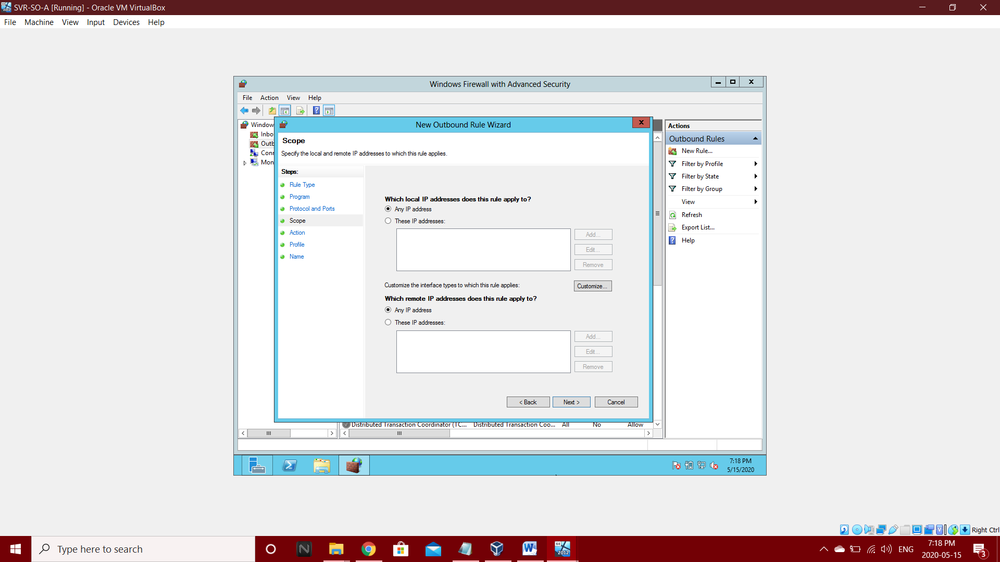 SVR-SO-A [Running] - Oracle VM VirtualBox
File Machine View Input Devices Help
Windows Firewall with Advanced Security
File Action View Help
Window
Inbo
Outb
Conn
Mon
New Outbound Rule Wizard
Scope
Specify the local and remote IP addresses to which this rule applies.
Steps:
Rule Type
Program
Protocol and Ports
Scope
Action
Profile
Name
Which local IP addresses does this rule apply to?
Any IP address
These IP addresses:
Add...
Edit...
Remove
Customize the interface types to which this rule applies:
Customize...
Which remote IP addresses does this rule apply to?
Any IP address
These IP addresses:
Add...
Edit...
Remove
< Back Next > Cancel
Distributed Transaction Coordinator (TC... Distributed Transaction Coo... All No Allow
Actions
Outbound Rules
New Rule...
Filter by Profile
Filter by State
Filter by Group
View
Refresh
Export List...
Help
7:18 PM
5/15/2020
Right Ctrl
Type here to search
64
2012
ENG
7:18 PM
2020-05-15
3